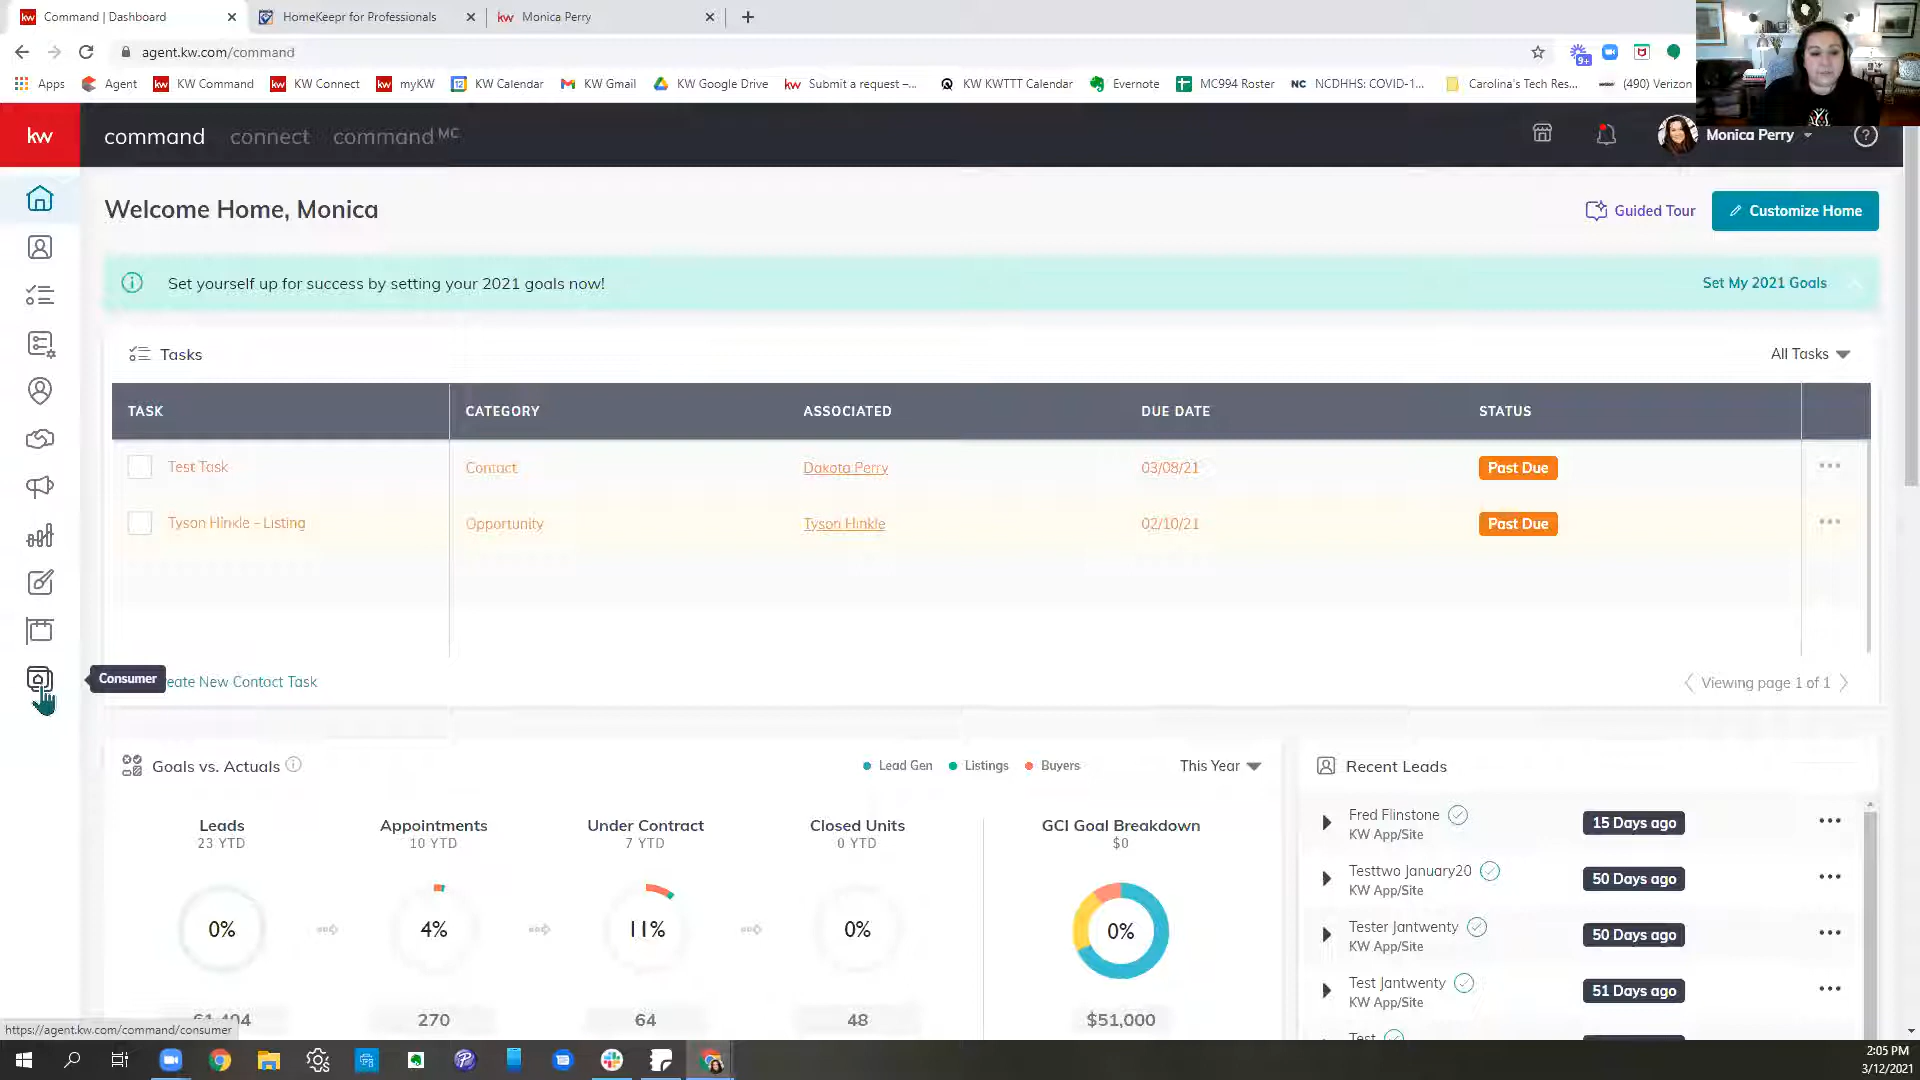 kw Command | Dashboard
HomeKeepr for Professionals
kw Monica Perry
agent.kw.com/command
9+
Apps
Agent
kw KW Command
kw KW Connect
kw myKW
12 KW Calendar
KW Gmail
KW Google Drive
kw Submit a request –...
KW KWTTT Calendar
Evernote
MC994 Roster
NC NCDHHS: COVID-1...
Carolina's Tech Res...
(490) Verizon
kw
command connect command MC
Monica Perry
Welcome Home, Monica
Guided Tour
Customize Home
Set yourself up for success by setting your 2021 goals now!
Set My 2021 Goals
Tasks
All Tasks
TASK CATEGORY ASSOCIATED DUE DATE STATUS
Test Task Contact Dakota Perry 03/08/21 Past Due
Tyson Hinkle - Listing Opportunity Tyson Hinkle 02/10/21 Past Due
Consumer
eate New Contact Task
Viewing page 1 of 1
Goals vs. Actuals
Lead Gen Listings Buyers
This Year
Leads
23 YTD
0%
Appointments
10 YTD
4%
270
Under Contract
7 YTD
11%
64
Closed Units
0 YTD
0%
48
GCI Goal Breakdown
$0
0%
$51,000
Recent Leads
Fred Flinstone
KW App/Site
15 Days ago
Testtwo January20
KW App/Site
50 Days ago
Tester Jantwenty
KW App/Site
50 Days ago
Test Jantwenty
KW App/Site
51 Days ago
Test
https://agent.kw.com/command/consumer
2:05 PM
3/12/2021